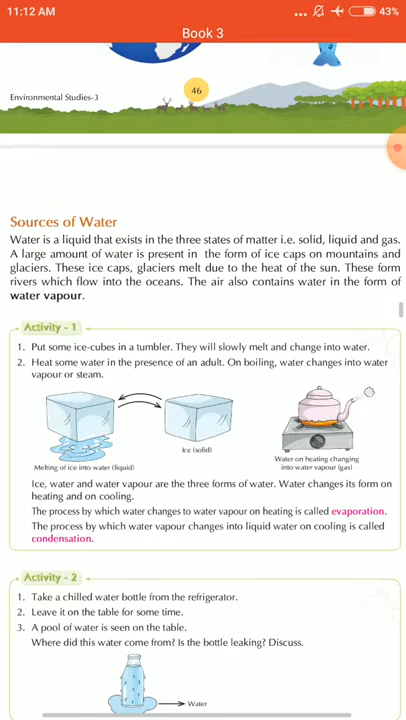 11:12 AM
43%
Book 3
Environmental Studies-3
46
Sources of Water
Water is a liquid that exists in the three states of matter i.e. solid, liquid and gas.
A large amount of water is present in the form of ice caps on mountains and
glaciers. These ice caps, glaciers melt due to the heat of the sun. These form
rivers which flow into the oceans. The air also contains water in the form of
water vapour.
Activity - 1
1. Put some ice-cubes in a tumbler. They will slowly melt and change into water.
2. Heat some water in the presence of an adult. On boiling, water changes into water
vapour or steam.
Melting of ice into water (liquid)
Ice (solid)
Water on heating changing
into water vapour (gas)
Ice, water and water vapour are the three forms of water. Water changes its form on
heating and on cooling.
The process by which water changes to water vapour on heating is called evaporation.
The process by which water vapour changes into liquid water on cooling is called
condensation.
Activity - 2
1. Take a chilled water bottle from the refrigerator.
2. Leave it on the table for some time.
3. A pool of water is seen on the table.
Where did this water come from? Is the bottle leaking? Discuss.
Water